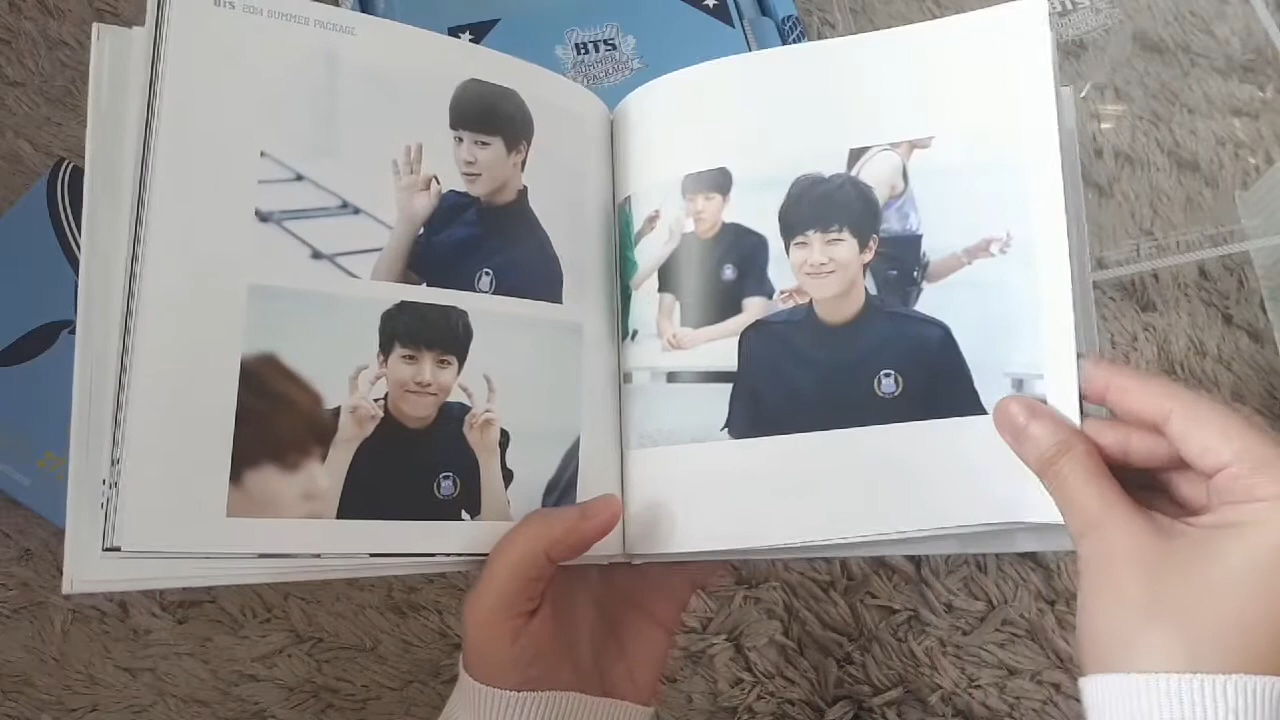 BTS 2014 SUMMER PACKAGE
BTS
SUMMER
PACKAGE